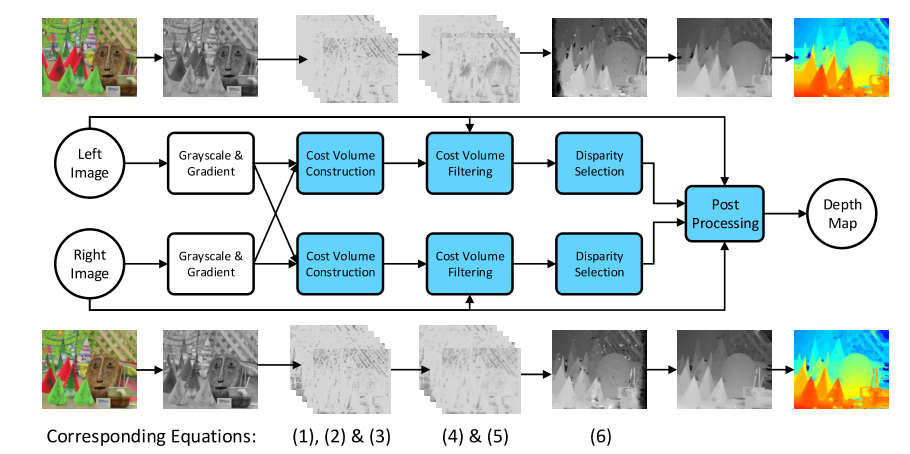 Left
Image
Grayscale &
Gradient
Cost Volume
Construction
Cost Volume
Filtering
Disparity
Selection
Post
Processing
Depth
Map
Right
Image
Grayscale &
Gradient
Cost Volume
Construction
Cost Volume
Filtering
Disparity
Selection
Corresponding Equations: (1), (2) & (3) (4) & (5) (6)